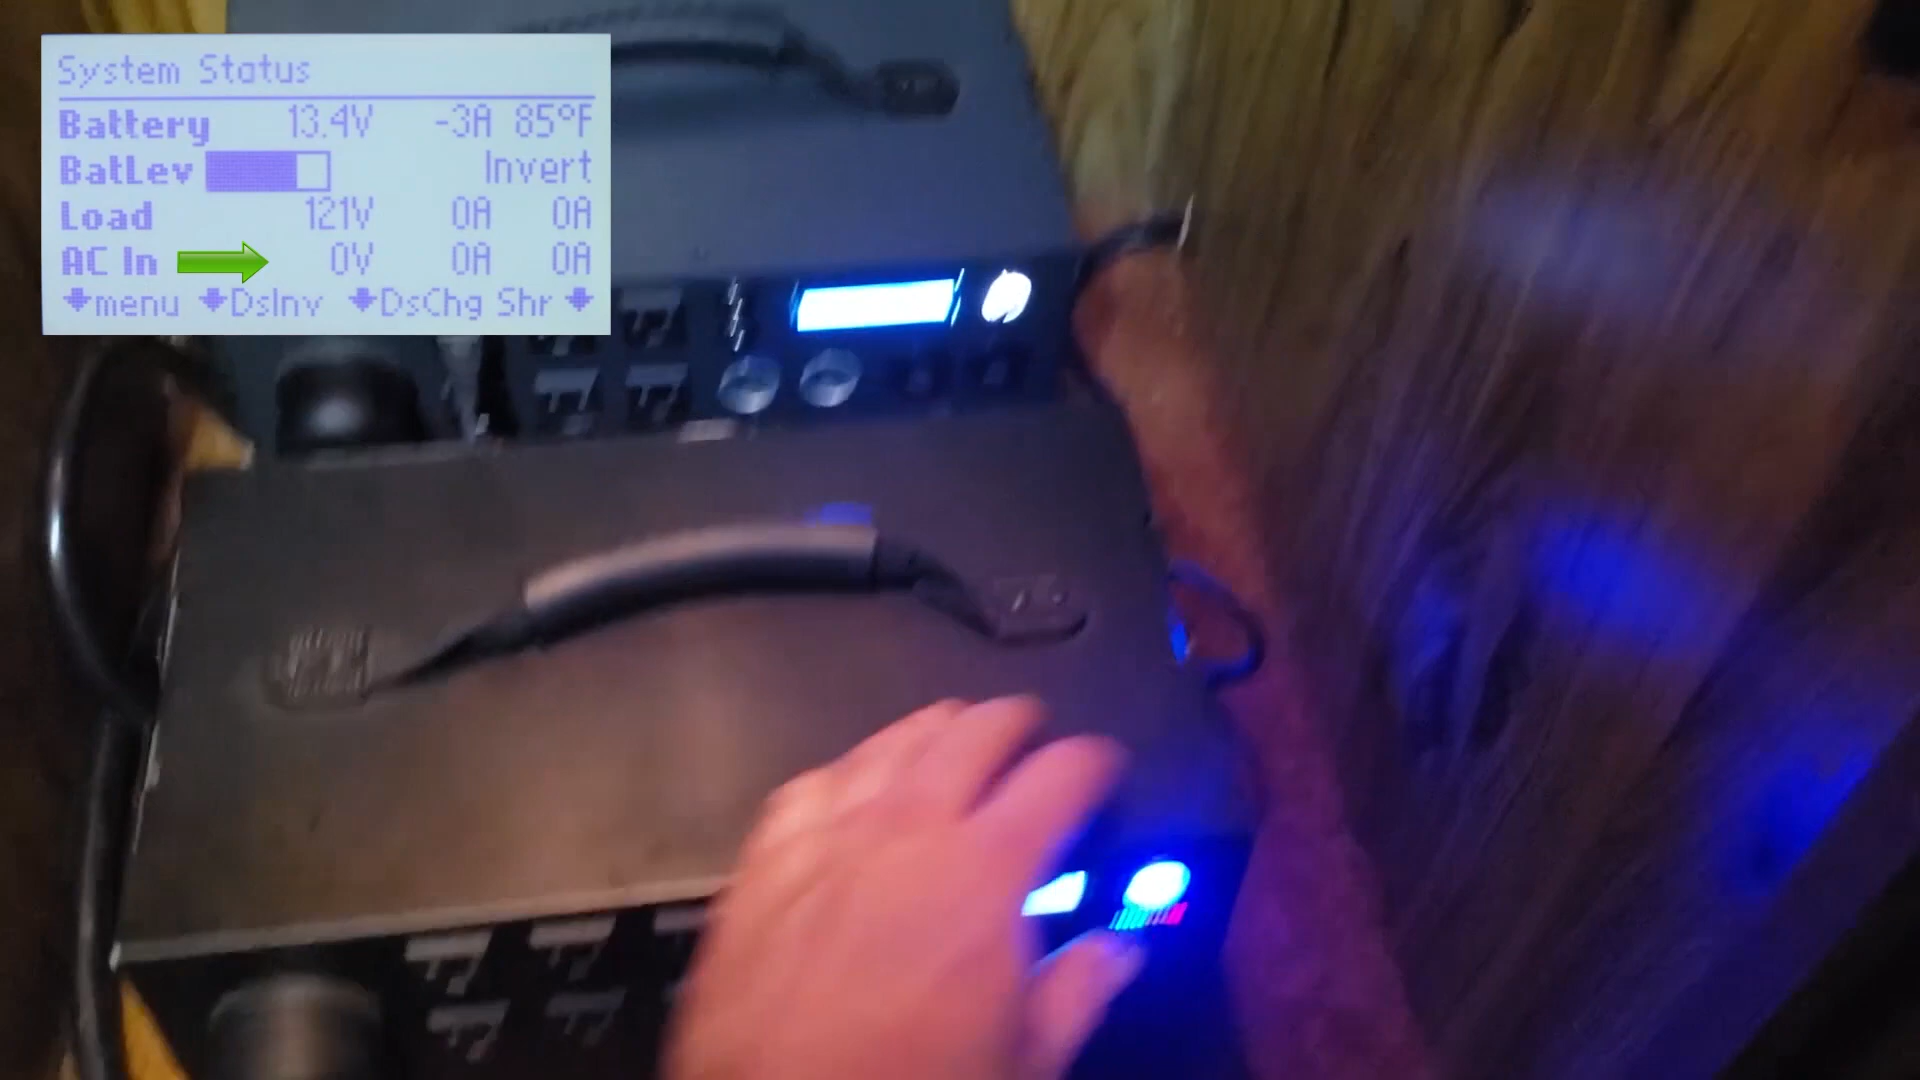 System Status
Battery 13.4V -3A 85°F
BatLev Invert
Load 121V 0A 0A
AC In 0V 0A 0A
menu DsInv DsChg Shr